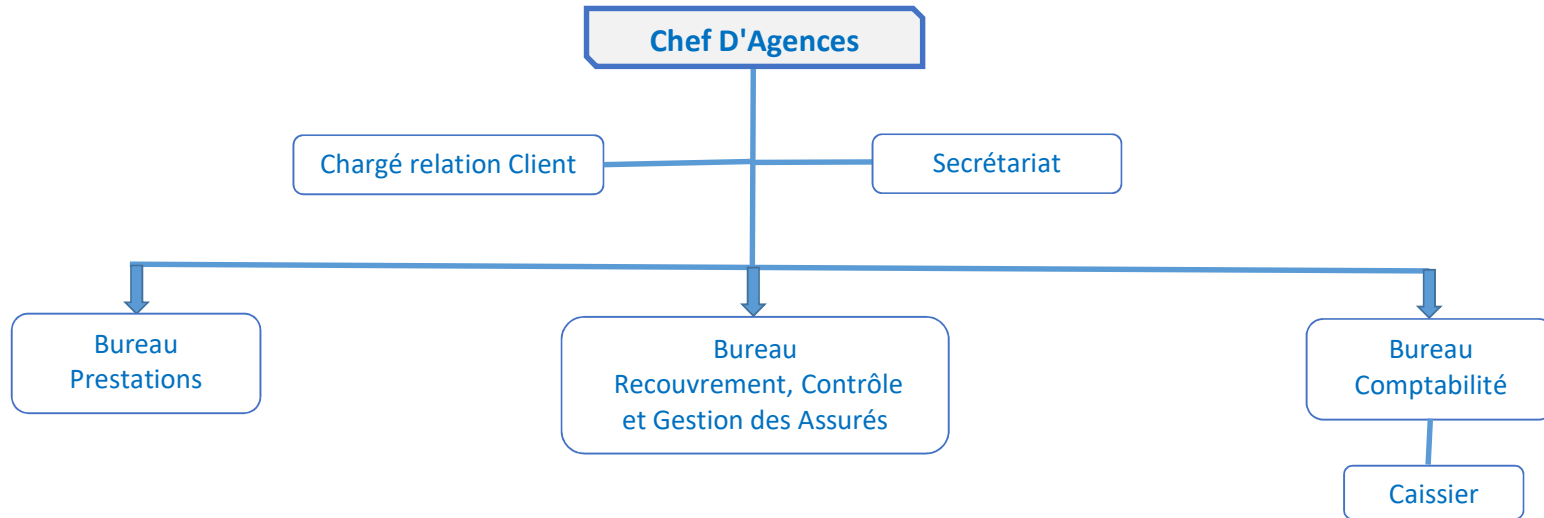 Chef D'Agences
Chargé relation Client
Secrétariat
Bureau
Prestations
Bureau
Recouvrement, Contrôle
et Gestion des Assurés
Bureau
Comptabilité
Caissier